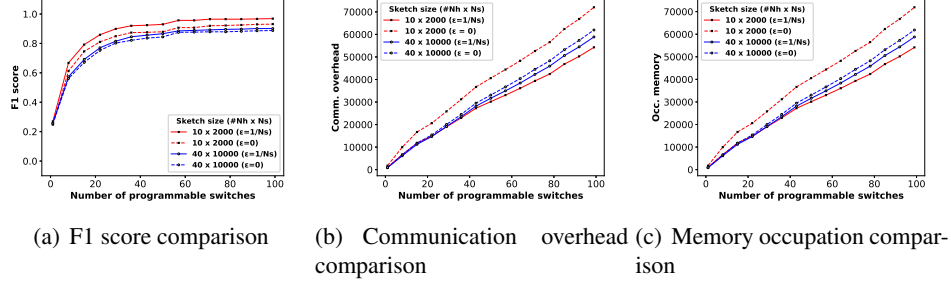 F1 score
1.0
0.8
0.6
0.4
0.2
0.0
Sketch size (#Nh x Ns)
10 x 2000 (ε=1/Ns)
10 x 2000 (ε=0)
40 x 10000 (ε=1/Ns)
40 x 10000 (ε=0)
0 20 40 60 80 100
Number of programmable switches
(a) F1 score comparison
Comm. overhead
70000
60000
50000
40000
30000
20000
10000
0
Sketch size (#Nh x Ns)
10 x 2000 (ε=1/Ns)
10 x 2000 (ε = 0)
40 x 10000 (ε=1/Ns)
40 x 10000 (ε = 0)
0 20 40 60 80 100
Number of programmable switches
(b) Communication overhead
comparison
Occ. memory
70000
60000
50000
40000
30000
20000
10000
0
Sketch size (#Nh x Ns)
10 x 2000 (ε=1/Ns)
10 x 2000 (ε = 0)
40 x 10000 (ε=1/Ns)
40 x 10000 (ε = 0)
0 20 40 60 80 100
Number of programmable switches
(c) Memory occupation compar-
ison